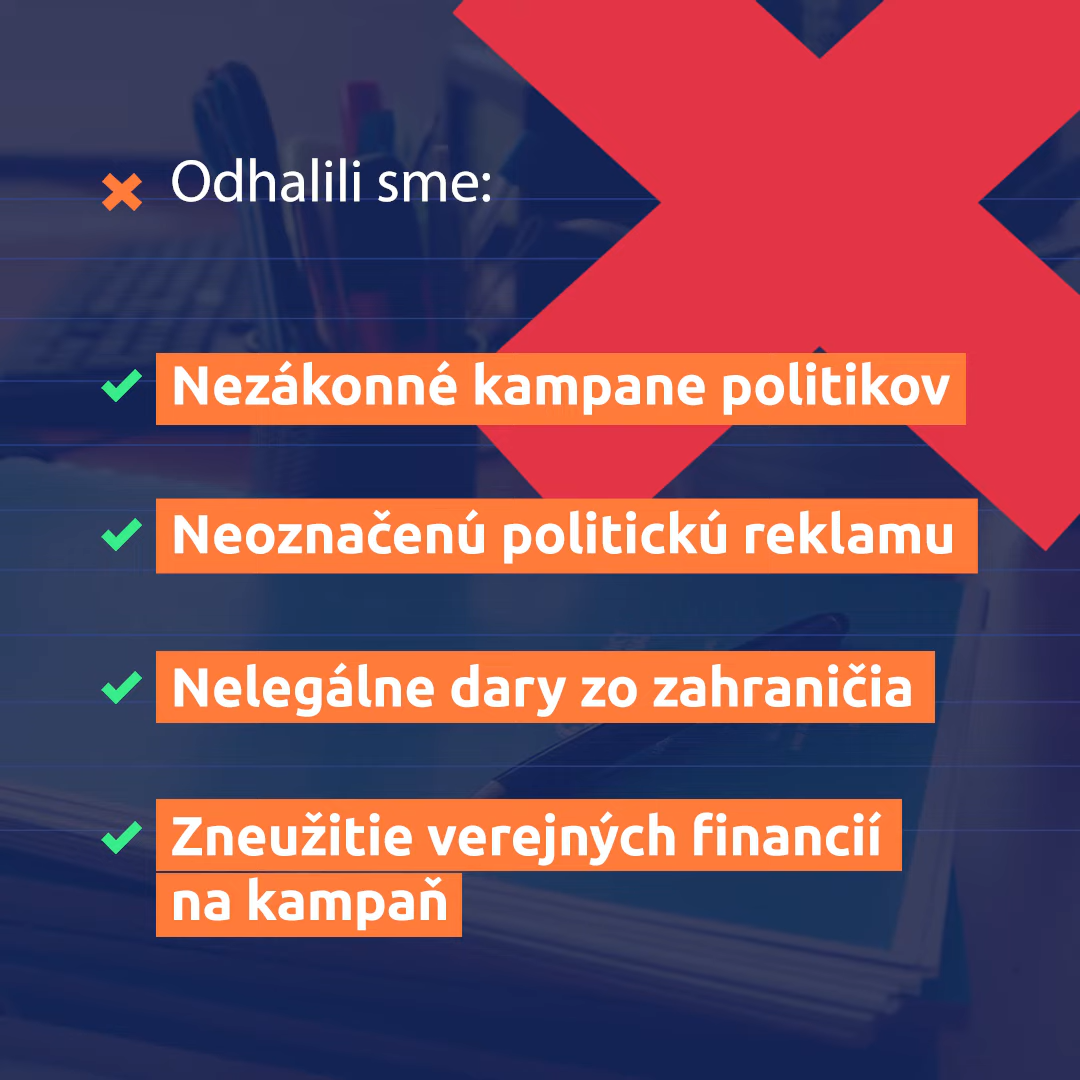 Odhalili sme:
Nezákonné kampane politikov
Neoznačenú politickú reklamu
Nelegálne dary zo zahraničia
Zneužitie verejných financií
na kampaň